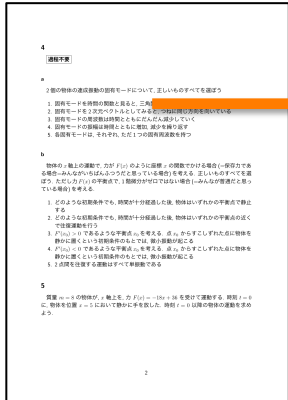 4
過程不要
a
2 個の物体の連成振動の固有モードについて, 正しいものすべてを選ぼう
1. 固有モードを時間の関数と見ると, 三角
2. 固有モードを 2 次元ベクトルとしてみると, つねに同じ方向を向いている
3. 固有モードの周波数は時間とともにだんだん減少していく
4. 固有モードの振幅は時間とともに増加, 減少を繰り返す
5. 各固有モードは, それぞれ, ただ 1 つの固有周波数を持つ
b
物体の x 軸上の運動で, 力が F(x) のように座標 x の関数でかける場合 (=保存力である場合=みんながいちばんふつうだと思っている場合) を考える. 正しいものすべてを選
ぼう. ただし力 F(x) の平衡点で, 1 階微分がゼロではない場合 (=みんなが普通だと思っ
ている場合) を考える.
1. どのような初期条件でも, 時間が十分経過した後, 物体はいずれかの平衡点で静止
する
2. どのような初期条件でも, 時間が十分経過した後, 物体はいずれかの平衡点の近く
で往復運動を行う
3. F′(x₀) > 0 であるような平衡点 x₀ を考える. 点 x₀ からすこしずれた点に物体を
静かに置くという初期条件のもとでは, 微小振動が起こる
4. F′(x₀) < 0 であるような平衡点 x₀ を考える. 点 x₀ からすこしずれた点に物体を
静かに置くという初期条件のもとでは, 微小振動が起こる
5. 2 点間を往復する運動はすべて単振動である
5
質量 m = 8 の物体が, x 軸上を, 力 F(x) = −18x + 36 を受けて運動する. 時刻 t = 0
に, 物体を位置 x = 5 において静かに手を放した. 時刻 t = 0 以降の物体の運動を求め
よう.
2